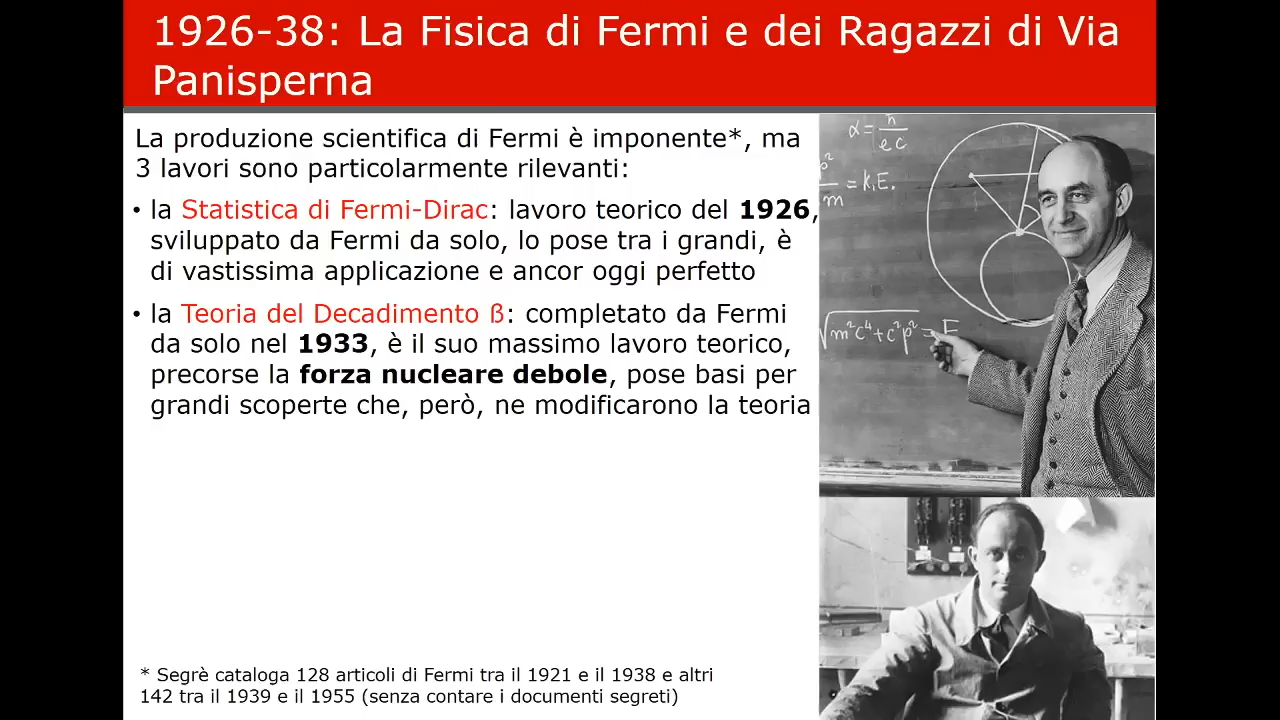 1926-38: La Fisica di Fermi e dei Ragazzi di Via
Panisperna
La produzione scientifica di Fermi è imponente*, ma
3 lavori sono particolarmente rilevanti:
• la Statistica di Fermi-Dirac: lavoro teorico del 1926,
sviluppato da Fermi da solo, lo pose tra i grandi, è
di vastissima applicazione e ancor oggi perfetto
• la Teoria del Decadimento ß: completato da Fermi
da solo nel 1933, è il suo massimo lavoro teorico,
precorse la forza nucleare debole, pose basi per
grandi scoperte che, però, ne modificarono la teoria
* Segrè cataloga 128 articoli di Fermi tra il 1921 e il 1938 e altri
142 tra il 1939 e il 1955 (senza contare i documenti segreti)
α=
e c
= k.E.
m
√m²c⁴+c²p² = E